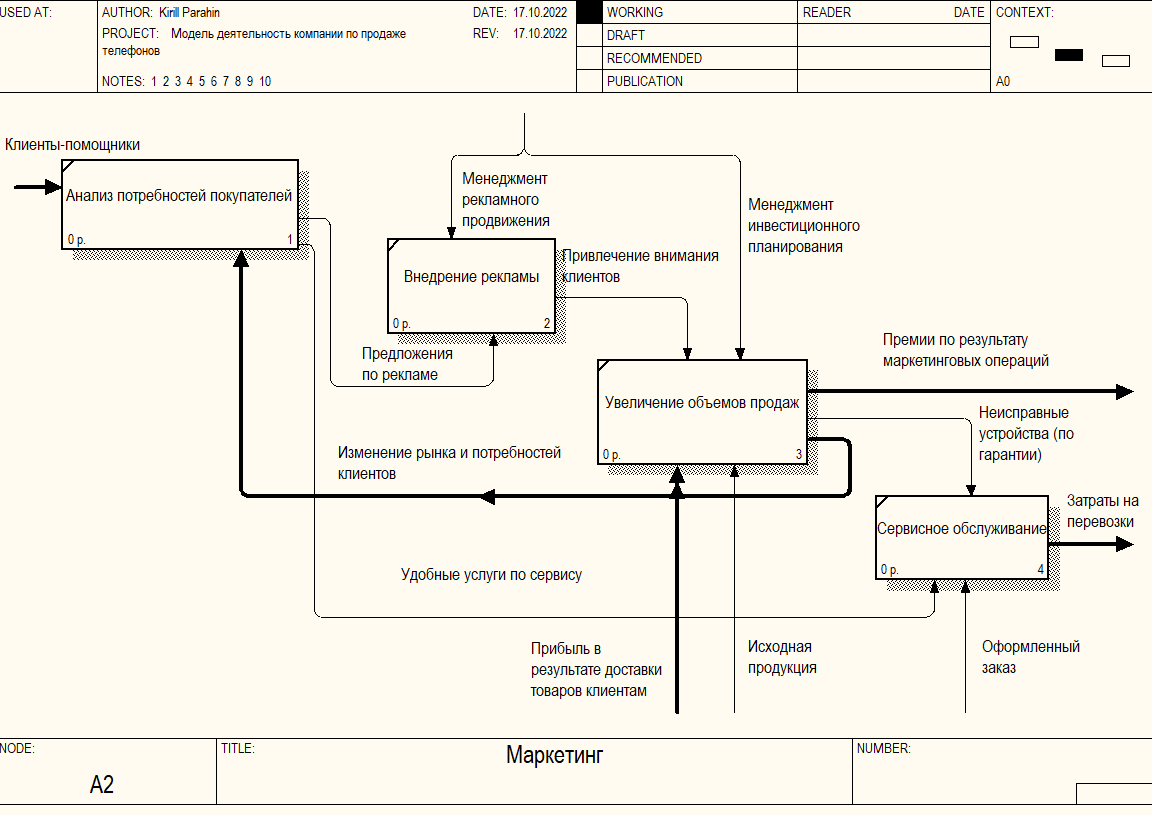 USED AT:
AUTHOR: Kirill Parahin
DATE: 17.10.2022
PROJECT: Модель деятельность компании по продаже
телефонов
REV: 17.10.2022
NOTES: 1 2 3 4 5 6 7 8 9 10
WORKING
DRAFT
RECOMMENDED
PUBLICATION
READER
DATE
CONTEXT:
A0
Клиенты-помощники
Анализ потребностей покупателей
0 р.
1
Менеджмент
рекламного
продвижения
Менеджмент
инвестиционного
планирования
Внедрение рекламы
0 р.
2
Привлечение внимания
клиентов
Предложения
по рекламе
Премии по результату
маркетинговых операций
Увеличение объемов продаж
0 р.
3
Неисправные
устройства (по
гарантии)
Изменение рынка и потребностей
клиентов
Затраты на
перевозки
Сервисное обслуживание
0 р.
4
Удобные услуги по сервису
Прибыль в
результате доставки
товаров клиентам
Исходная
продукция
Оформленный
заказ
NODE:
A2
TITLE:
Маркетинг
NUMBER: